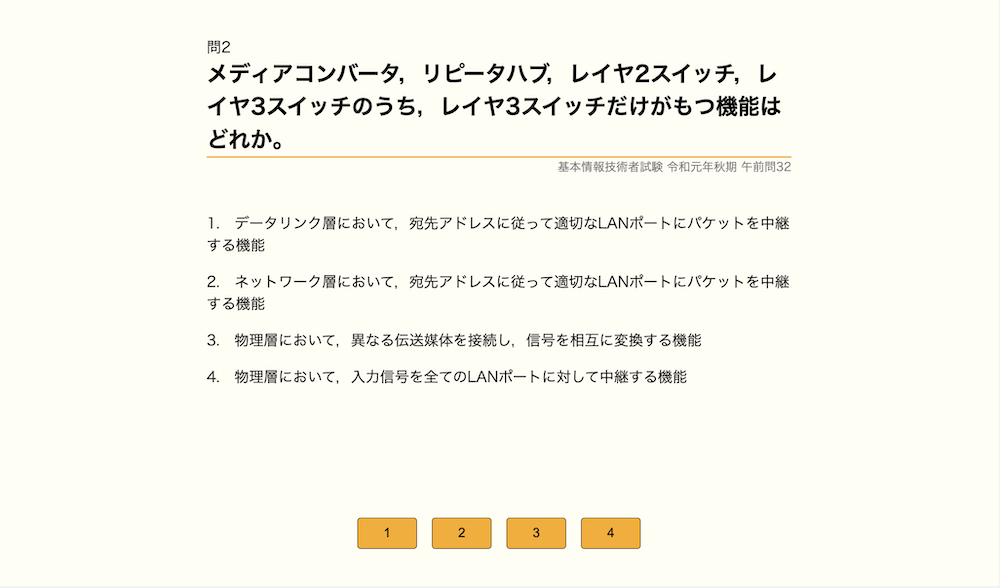 問2
メディアコンバータ，リピータハブ，レイヤ2スイッチ，レ
イヤ3スイッチのうち，レイヤ3スイッチだけがもつ機能は
どれか。
基本情報技術者試験 令和元年秋期 午前問32
1. データリンク層において，宛先アドレスに従って適切なLANポートにパケットを中継
する機能
2. ネットワーク層において，宛先アドレスに従って適切なLANポートにパケットを中継
する機能
3. 物理層において，異なる伝送媒体を接続し，信号を相互に変換する機能
4. 物理層において，入力信号を全てのLANポートに対して中継する機能
1 2 3 4